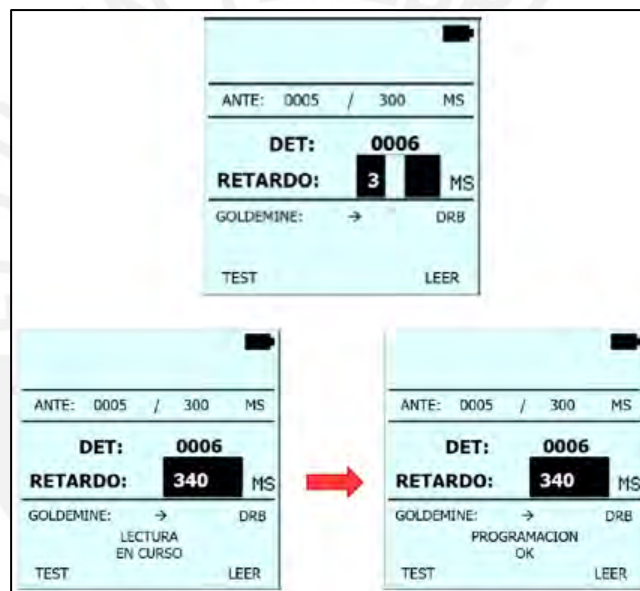 ANTE: 0005 / 300 MS
DET: 0006
RETARDO: 3 MS
GOLDEMINE: → DRB
TEST LEER
ANTE: 0005 / 300 MS
DET: 0006
RETARDO: 340 MS
GOLDEMINE: → DRB
LECTURA
EN CURSO
TEST LEER
ANTE: 0005 / 300 MS
DET: 0006
RETARDO: 340 MS
GOLDEMINE: → DRB
PROGRAMACION
OK
TEST LEER